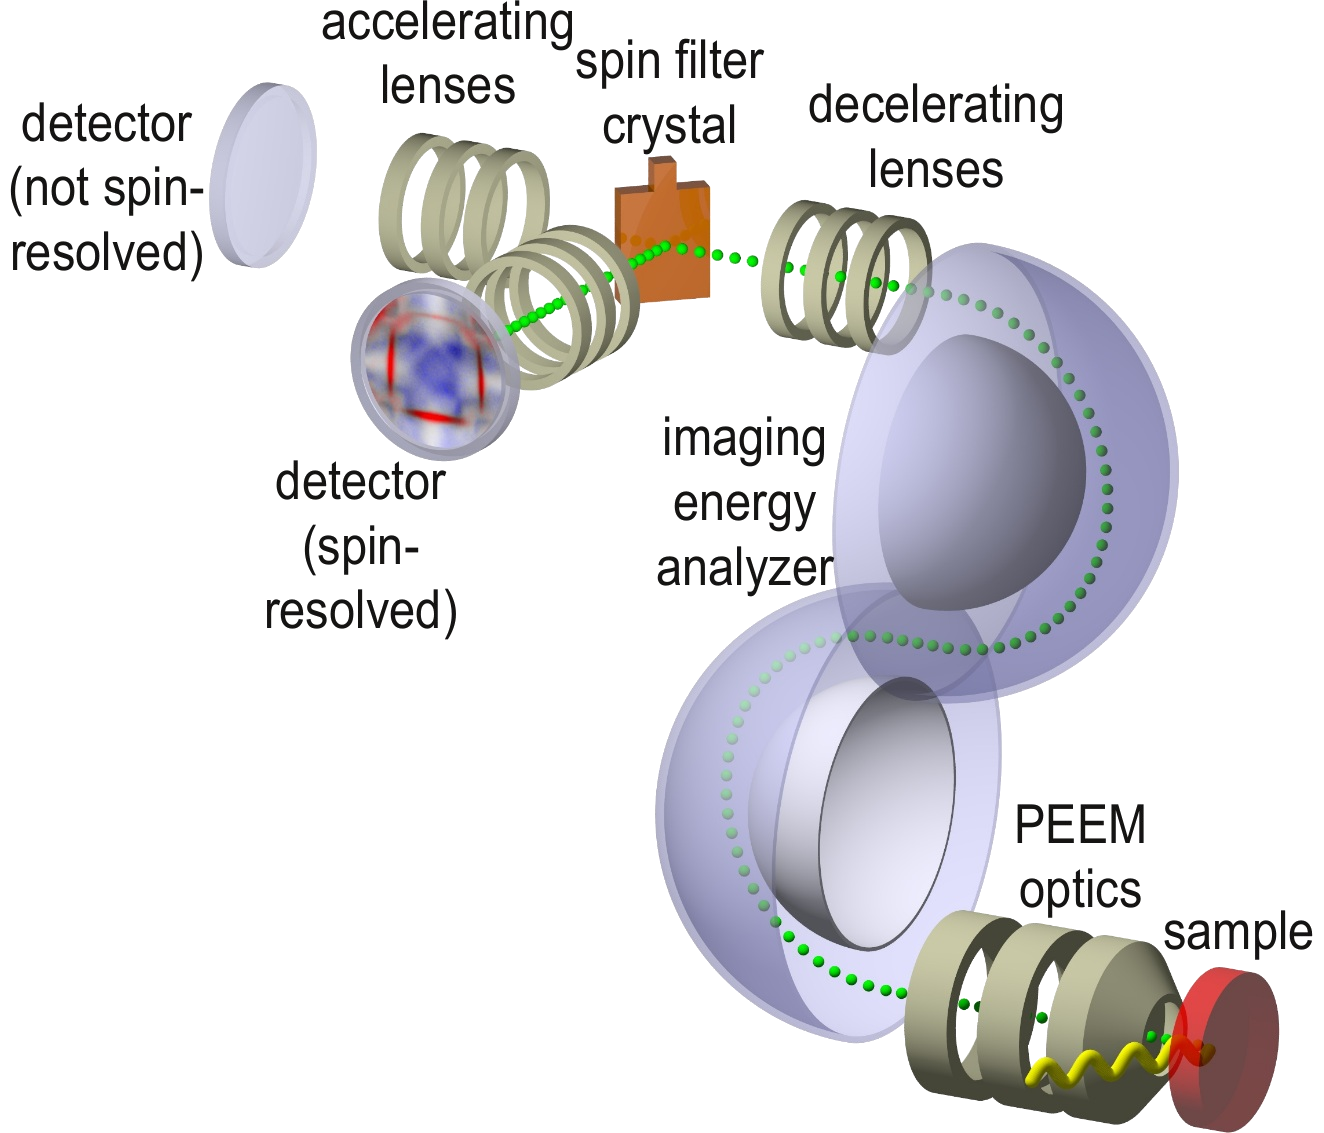 accelerating
lenses
spin filter
crystal
decelerating
lenses
detector
(not spin-
resolved)
detector
(spin-
resolved)
imaging
energy
analyzer
PEEM
optics
sample